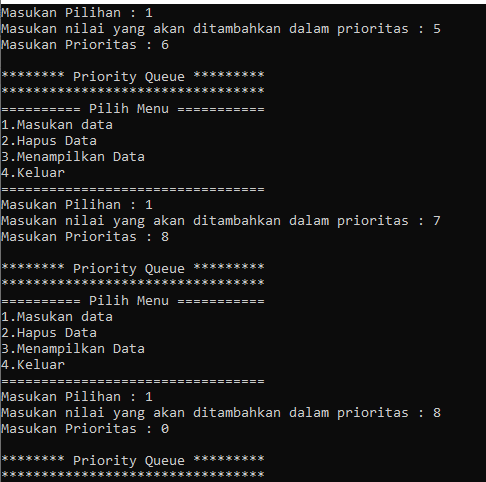 Masukan Pilihan : 1
Masukan nilai yang akan ditambahkan dalam prioritas : 5
Masukan Prioritas : 6
******** Priority Queue *********
*********************************
========== Pilih Menu ===========
1.Masukan data
2.Hapus Data
3.Menampilkan Data
4.Keluar
=================================
Masukan Pilihan : 1
Masukan nilai yang akan ditambahkan dalam prioritas : 7
Masukan Prioritas : 8
******** Priority Queue *********
*********************************
========== Pilih Menu ===========
1.Masukan data
2.Hapus Data
3.Menampilkan Data
4.Keluar
=================================
Masukan Pilihan : 1
Masukan nilai yang akan ditambahkan dalam prioritas : 8
Masukan Prioritas : 0
******** Priority Queue *********
*********************************